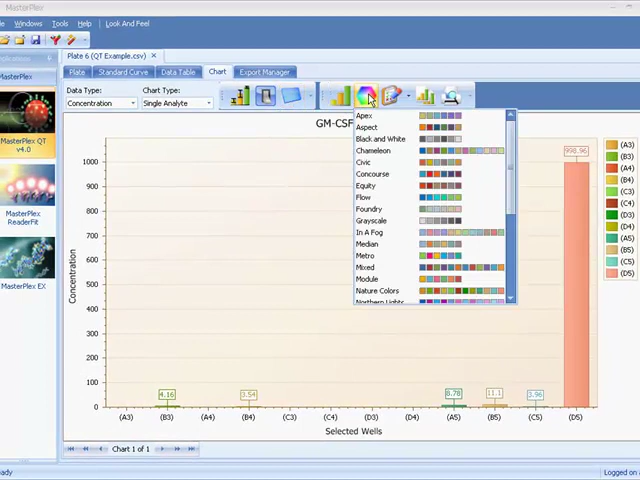 MasterPlex
Windows Tools Help Look And Feel
Plate 6 (QT Example.csv)
MasterPlex
Plate Standard Curve Data Table Chart Export Manager
Data Type: Chart Type:
Concentration Single Analyte
MasterPlex QT
v4.0
MasterPlex
ReaderFit
MasterPlex EX
GM-CSF
Apex
Aspect
Black and White
Chameleon
Civic
Concourse
Equity
Flow
Foundry
Grayscale
In A Fog
Median
Metro
Mixed
Module
Nature Colors
Northern Lights
Concentration
1000
900
800
700
600
500
400
300
200
100
0
4.16 3.54 8.78 11.1 3.96 998.96
(A3) (B3) (A4) (B4) (C3) (C4) (D3) (D4) (A5) (B5) (C5) (D5)
Selected Wells
(A3)
(B3)
(A4)
(B4)
(C3)
(C4)
(D3)
(D4)
(A5)
(B5)
(C5)
(D5)
Chart 1 of 1
Logged on